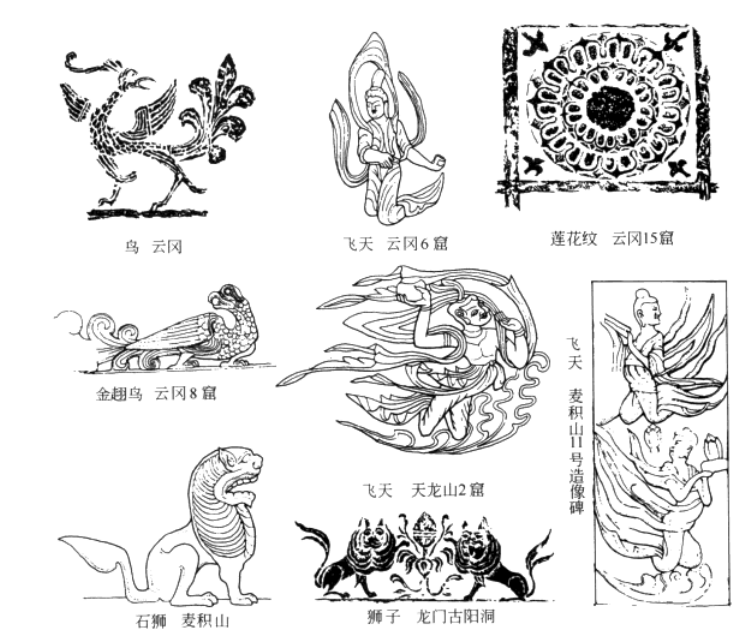 鸟 云冈
飞天 云冈6窟
莲花纹 云冈15窟
金翅鸟 云冈8窟
飞天 天龙山2窟
飞天 麦积山11号造像碑
石狮 麦积山
狮子 龙门古阳洞